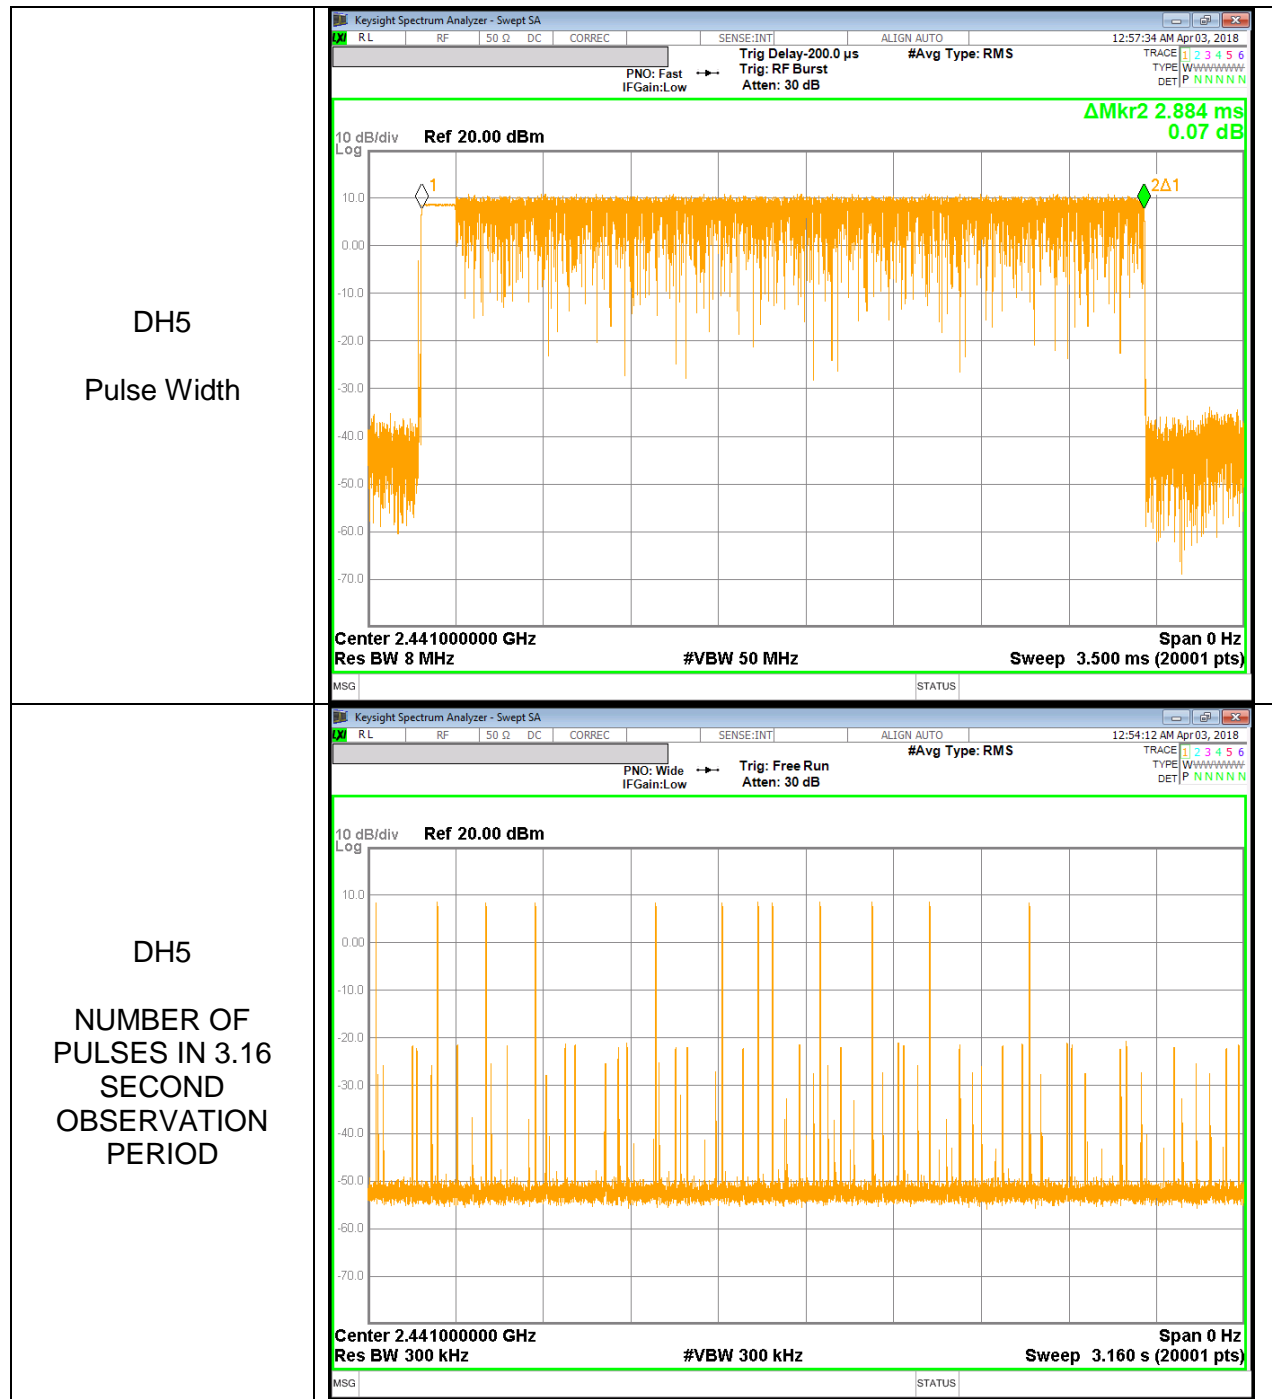 DH5
Pulse Width
Keysight Spectrum Analyzer - Swept SA
LXI RL RF 50 Ω DC CORREC SENSE:INT ALIGN AUTO 12:57:34 AM Apr 03, 2018
PNO: Fast
IFGain:Low
Trig Delay-200.0 µs
Trig: RF Burst
Atten: 30 dB
#Avg Type: RMS
TRACE 1 2 3 4 5 6
TYPE WWWWWW
DET P N N N N N
ΔMkr2 2.884 ms
0.07 dB
10 dB/div Ref 20.00 dBm
Log
1
2Δ1
10.0
0.00
-10.0
-20.0
-30.0
-40.0
-50.0
-60.0
-70.0
Center 2.441000000 GHz Span 0 Hz
Res BW 8 MHz #VBW 50 MHz Sweep 3.500 ms (20001 pts)
MSG STATUS
DH5
NUMBER OF
PULSES IN 3.16
SECOND
OBSERVATION
PERIOD
Keysight Spectrum Analyzer - Swept SA
LXI RL RF 50 Ω DC CORREC SENSE:INT ALIGN AUTO 12:54:12 AM Apr 03, 2018
PNO: Wide
IFGain:Low
Trig: Free Run
Atten: 30 dB
#Avg Type: RMS
TRACE 1 2 3 4 5 6
TYPE WWWWWW
DET P N N N N N
10 dB/div Ref 20.00 dBm
Log
10.0
0.00
-10.0
-20.0
-30.0
-40.0
-50.0
-60.0
-70.0
Center 2.441000000 GHz Span 0 Hz
Res BW 300 kHz #VBW 300 kHz Sweep 3.160 s (20001 pts)
MSG STATUS